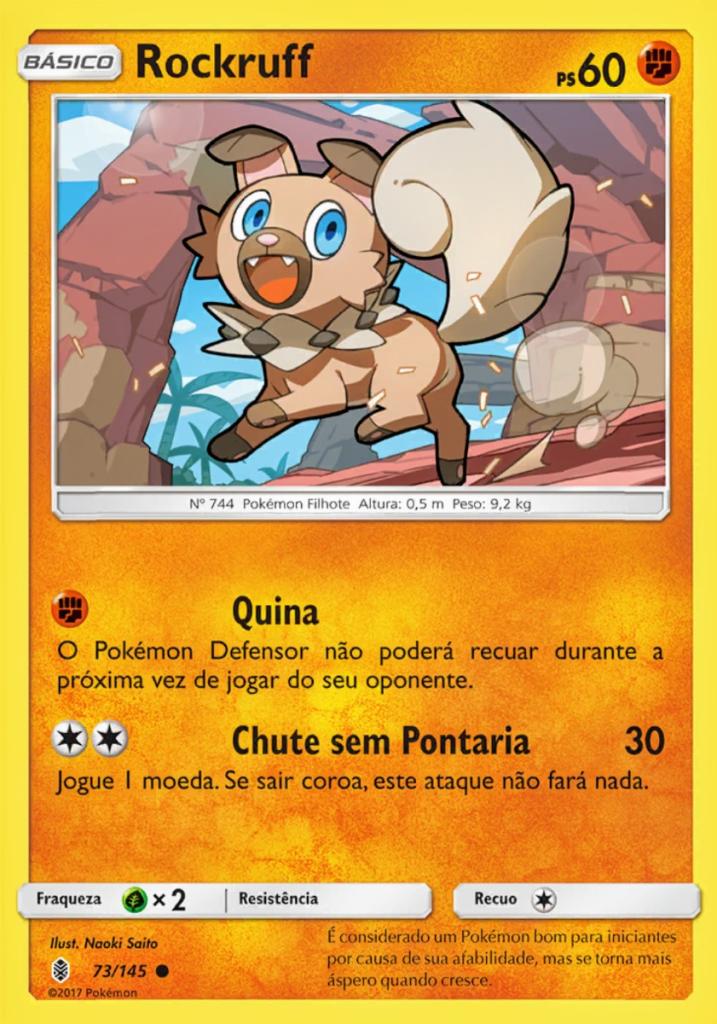 BÁSICO Rockruff PS60
Nº 744 Pokémon Filhote Altura: 0,5 m Peso: 9,2 kg
Quina
O Pokémon Defensor não poderá recuar durante a
próxima vez de jogar do seu oponente.
Chute sem Pontaria 30
Jogue 1 moeda. Se sair coroa, este ataque não fará nada.
Fraqueza ×2 Resistência Recuo
Ilust. Naoki Saito
73/145
©2017 Pokémon
É considerado um Pokémon bom para iniciantes
por causa de sua afabilidade, mas se torna mais
áspero quando cresce.